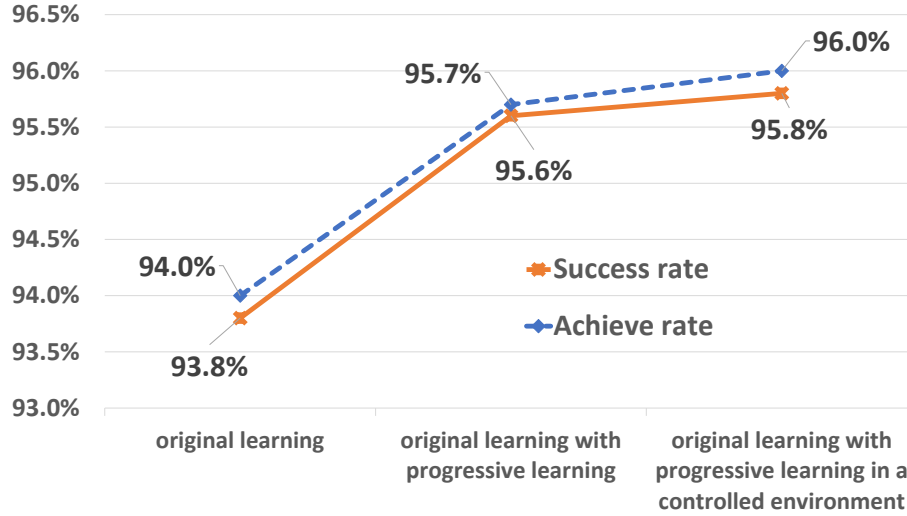 96.5%
96.0%
95.5%
95.0%
94.5%
94.0%
93.5%
93.0%
94.0%
93.8%
95.7%
95.6%
96.0%
95.8%
Success rate
Achieve rate
original learning
original learning with
progressive learning
original learning with
progressive learning in a
controlled environment